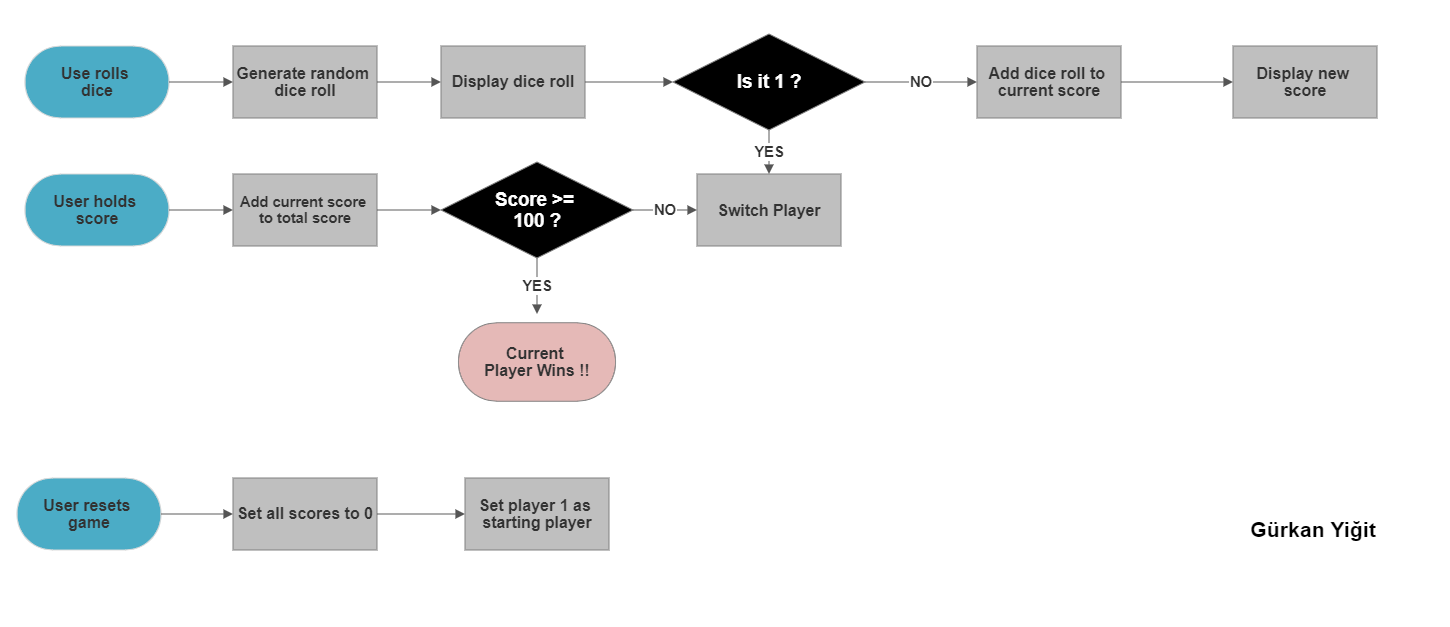 Use rolls
dice
Generate random
dice roll
Display dice roll
Is it 1 ?
NO
Add dice roll to
current score
Display new
score
YES
User holds
score
Add current score
to total score
Score >=
100 ?
NO
Switch Player
YES
Current
Player Wins !!
User resets
game
Set all scores to 0
Set player 1 as
starting player
Gürkan Yiğit